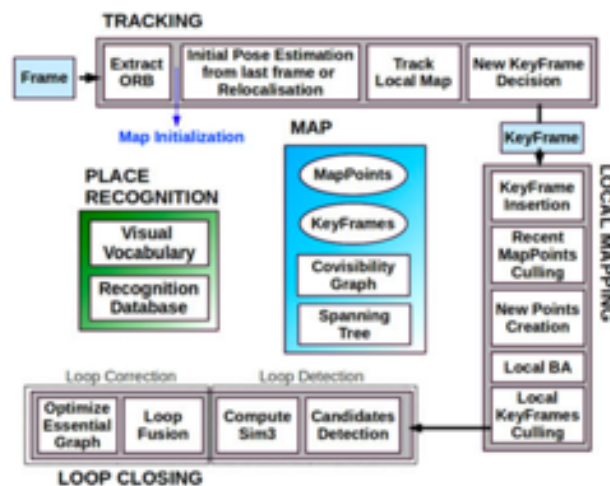 TRACKING
Frame
Extract
ORB
Initial Pose Estimation
from last frame or
Relocalisation
Track
Local Map
New KeyFrame
Decision
Map Initialization
KeyFrame
MAP
MapPoints
KeyFrames
Covisibility
Graph
Spanning
Tree
PLACE
RECOGNITION
Visual
Vocabulary
Recognition
Database
LOCAL MAPPING
KeyFrame
Insertion
Recent
MapPoints
Culling
New Points
Creation
Local BA
Local
KeyFrames
Culling
Loop Correction
Loop Detection
Optimize
Essential
Graph
Loop
Fusion
Compute
Sim3
Candidates
Detection
LOOP CLOSING